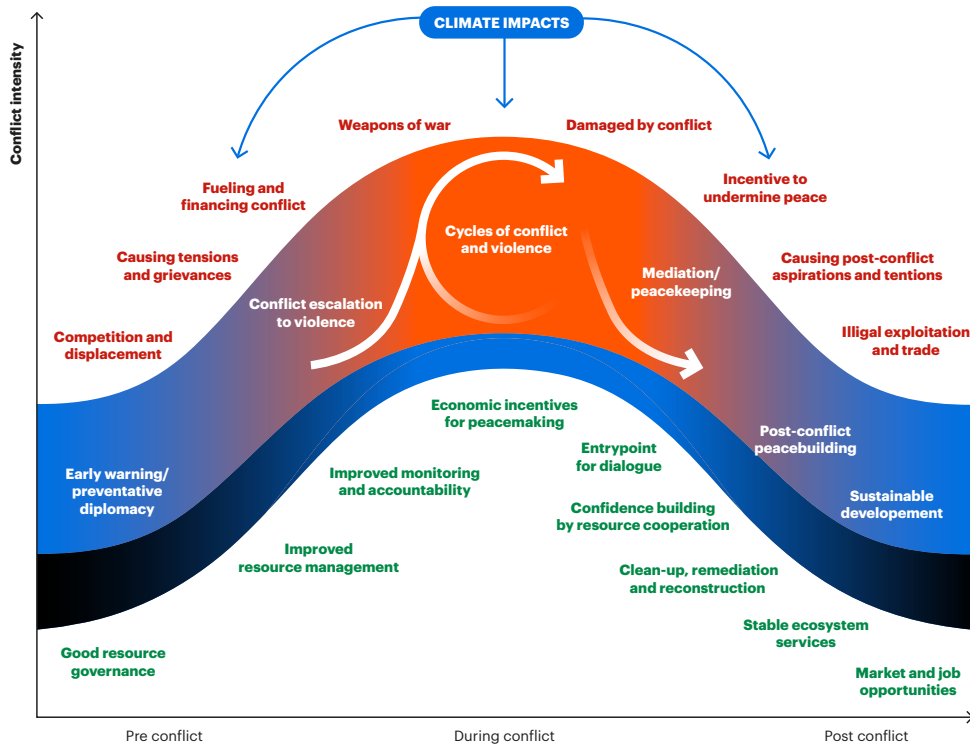 CLIMATE IMPACTS
Conflict intensity
Weapons of war
Damaged by conflict
Fueling and
financing conflict
Incentive to
undermine peace
Causing tensions
and grievances
Cycles of conflict
and violence
Causing post-conflict
aspirations and tentions
Mediation/
peacekeeping
Conflict escalation
to violence
Competition and
displacement
Illigal exploitation
and trade
Economic incentives
for peacemaking
Post-conflict
peacebuilding
Entrypoint
for dialogue
Early warning/
preventative
diplomacy
Improved monitoring
and accountability
Sustainable
developement
Confidence building
by resource cooperation
Improved
resource management
Clean-up, remediation
and reconstruction
Stable ecosystem
services
Good resource
governance
Market and job
opportunities
Pre conflict
During conflict
Post conflict